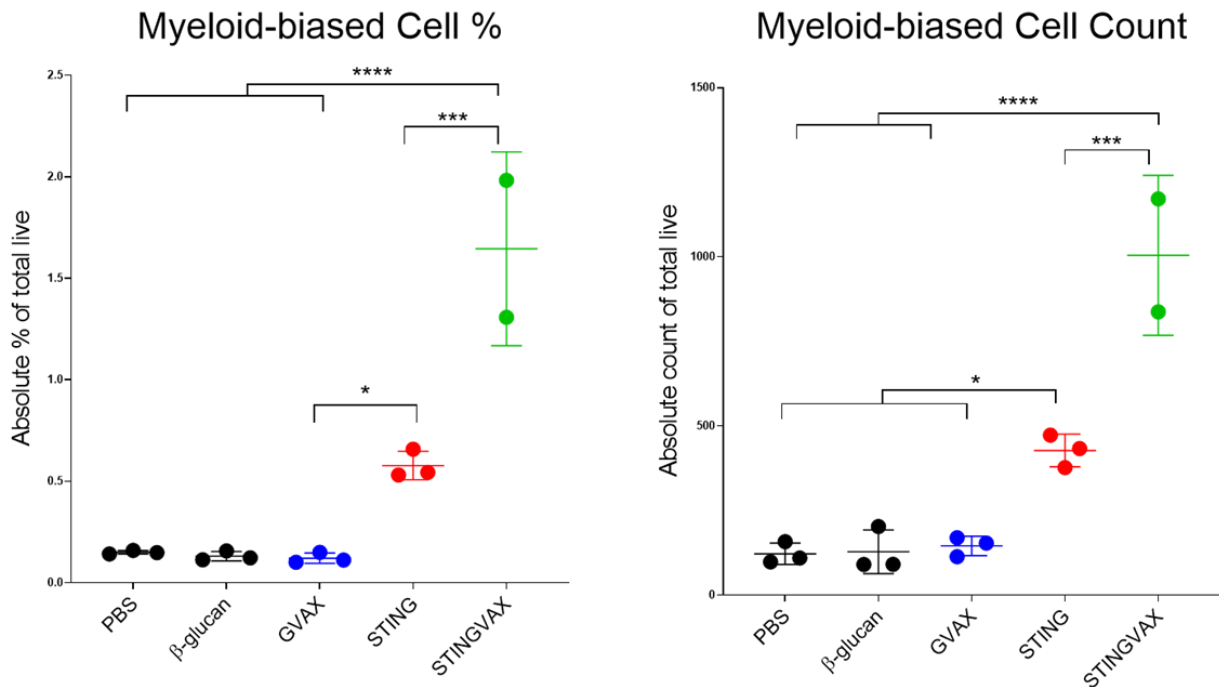 Myeloid-biased Cell %
Absolute % of total live
2.5
2.0
1.5
1.0
0.5
0.0
****
***
*
PBS
β-glucan
GVAX
STING
STINGVAX
Myeloid-biased Cell Count
Absolute count of total live
1500
1000
500
0
****
***
*
PBS
β-glucan
GVAX
STING
STINGVAX